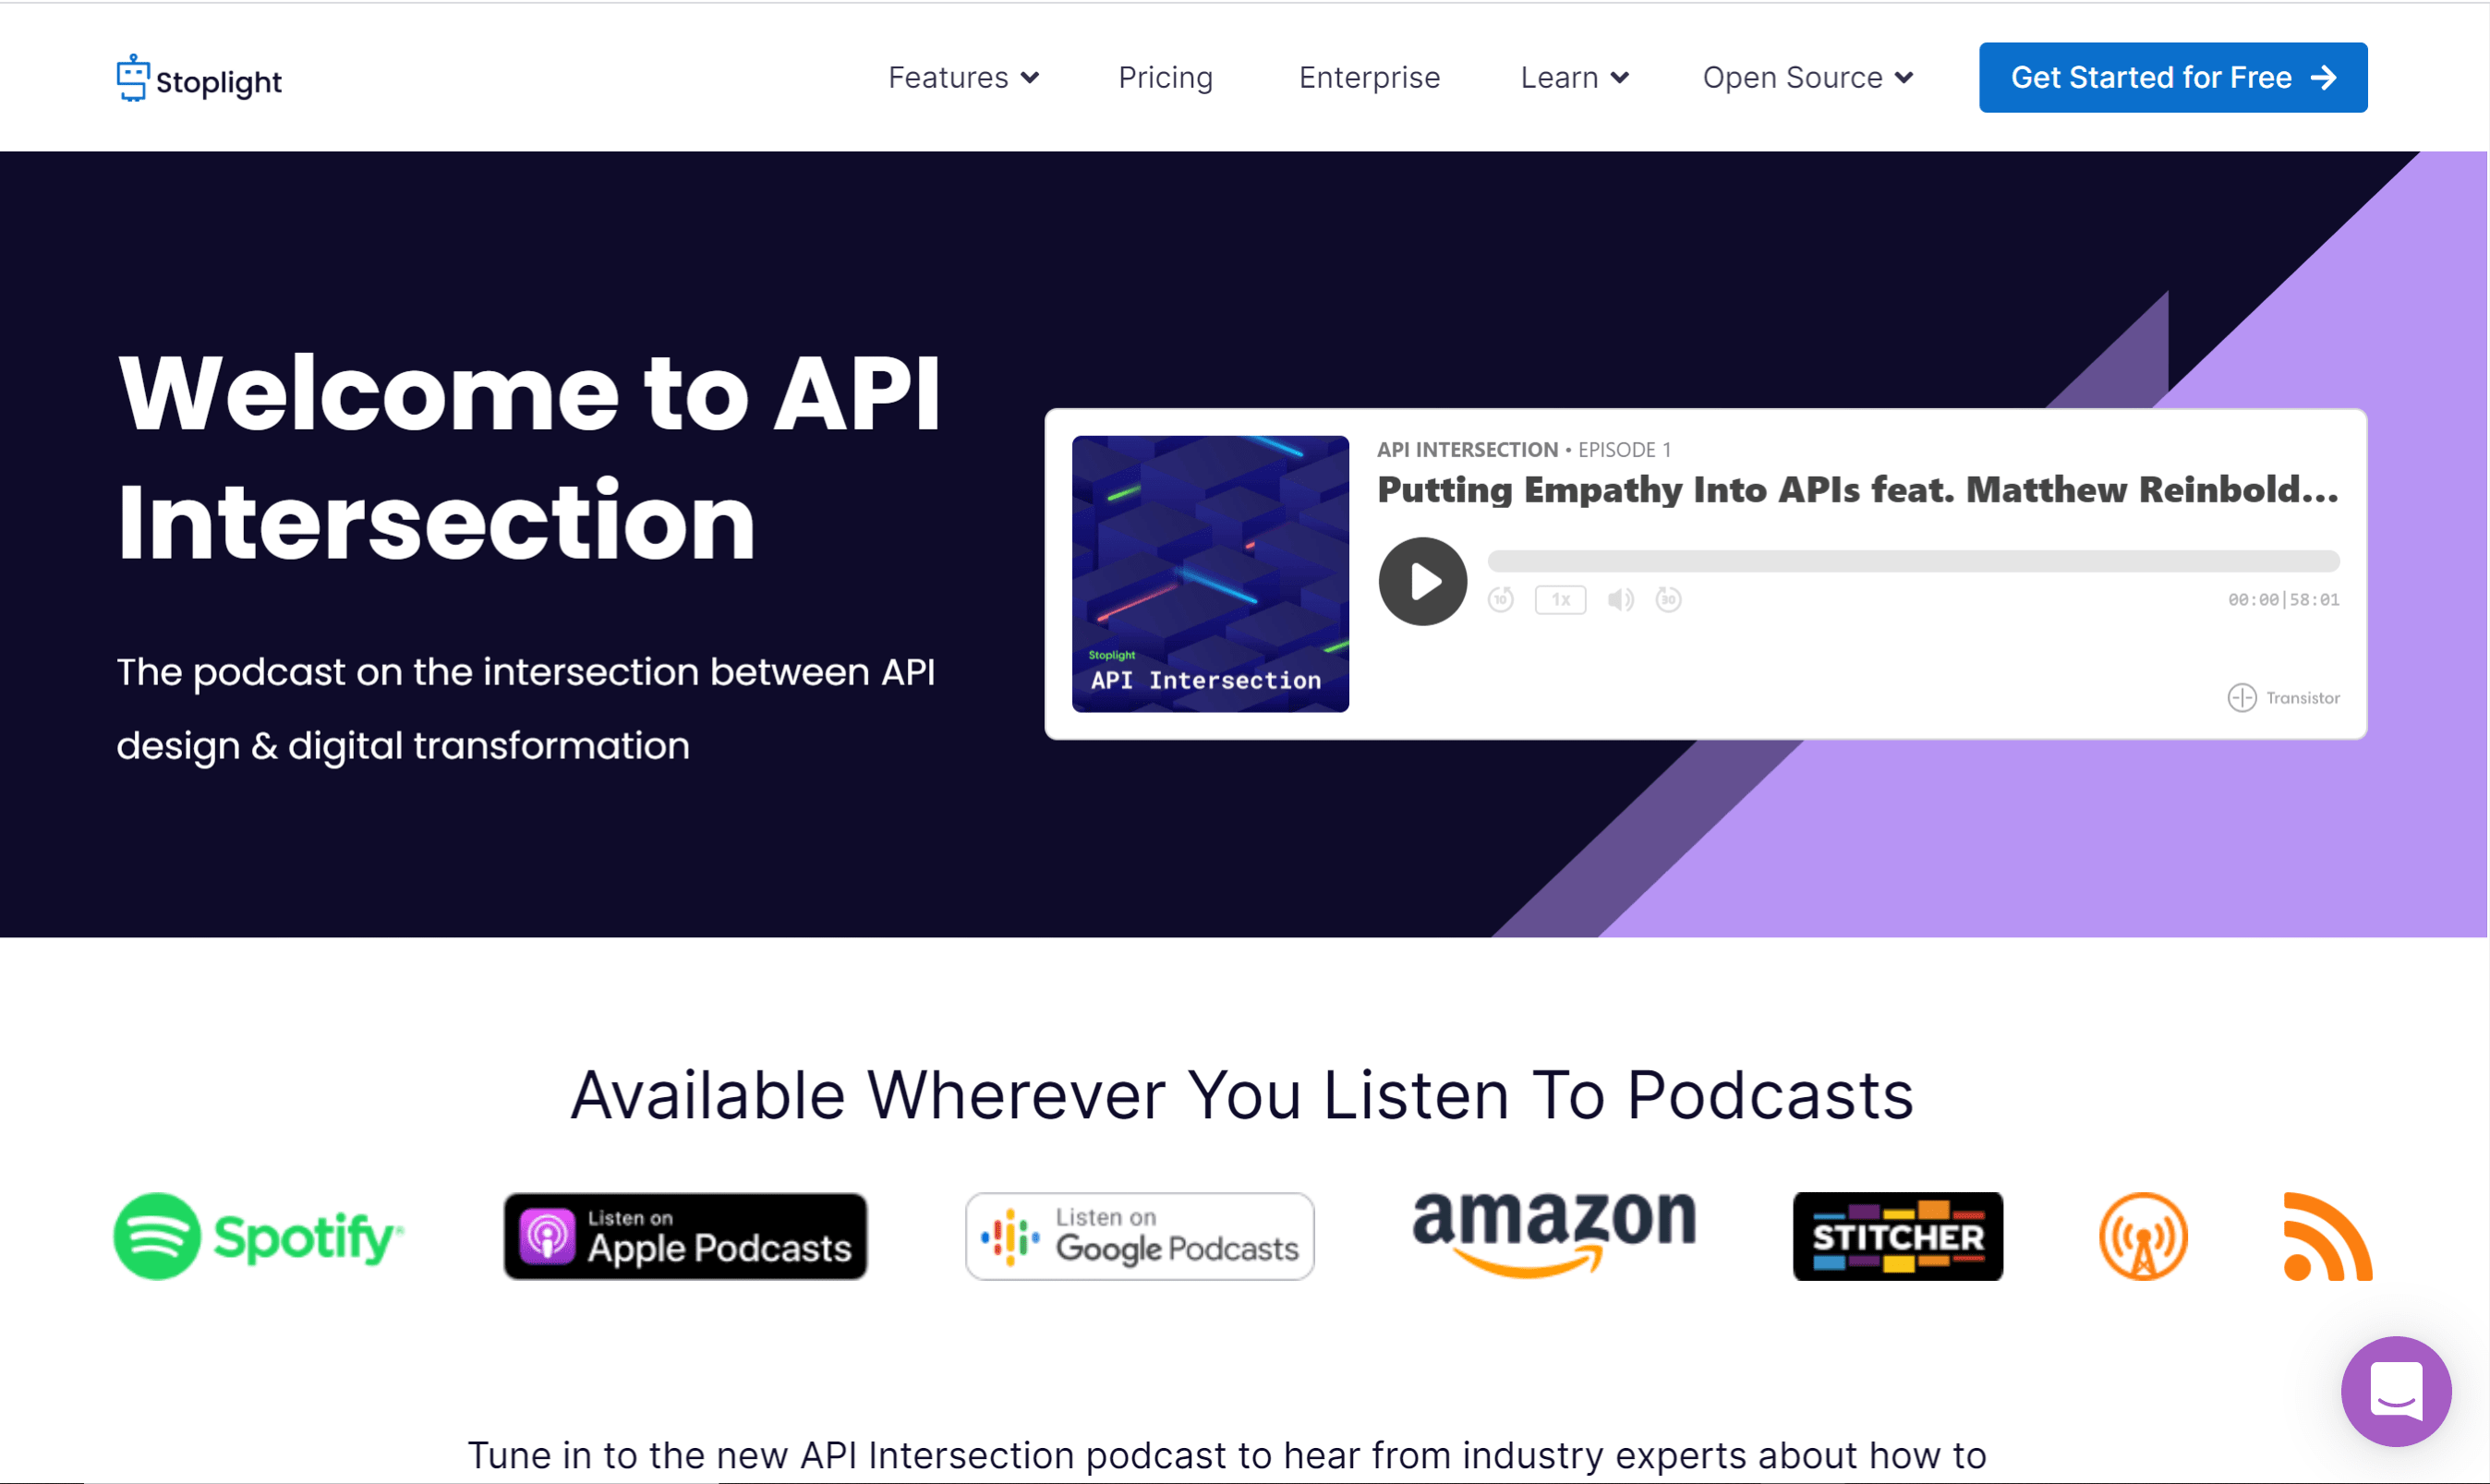 Stoplight
Features
Pricing
Enterprise
Learn
Open Source
Get Started for Free
Welcome to API
Intersection
The podcast on the intersection between API
design & digital transformation
Stoplight
API Intersection
API INTERSECTION • EPISODE 1
Putting Empathy Into APIs feat. Matthew Reinbold...
10
1x
30
00:00|58:01
Transistor
Available Wherever You Listen To Podcasts
Spotify®
Listen on
Apple Podcasts
Listen on
Google Podcasts
amazon
STITCHER
Tune in to the new API Intersection podcast to hear from industry experts about how to